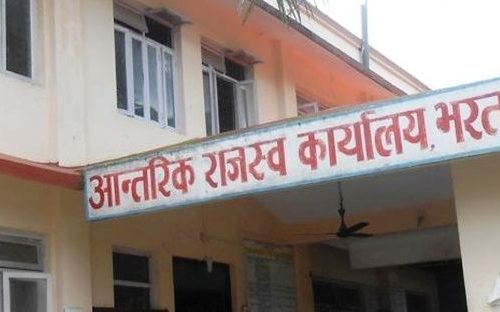 आन्तरिक राजस्व कार्यालय, भरत